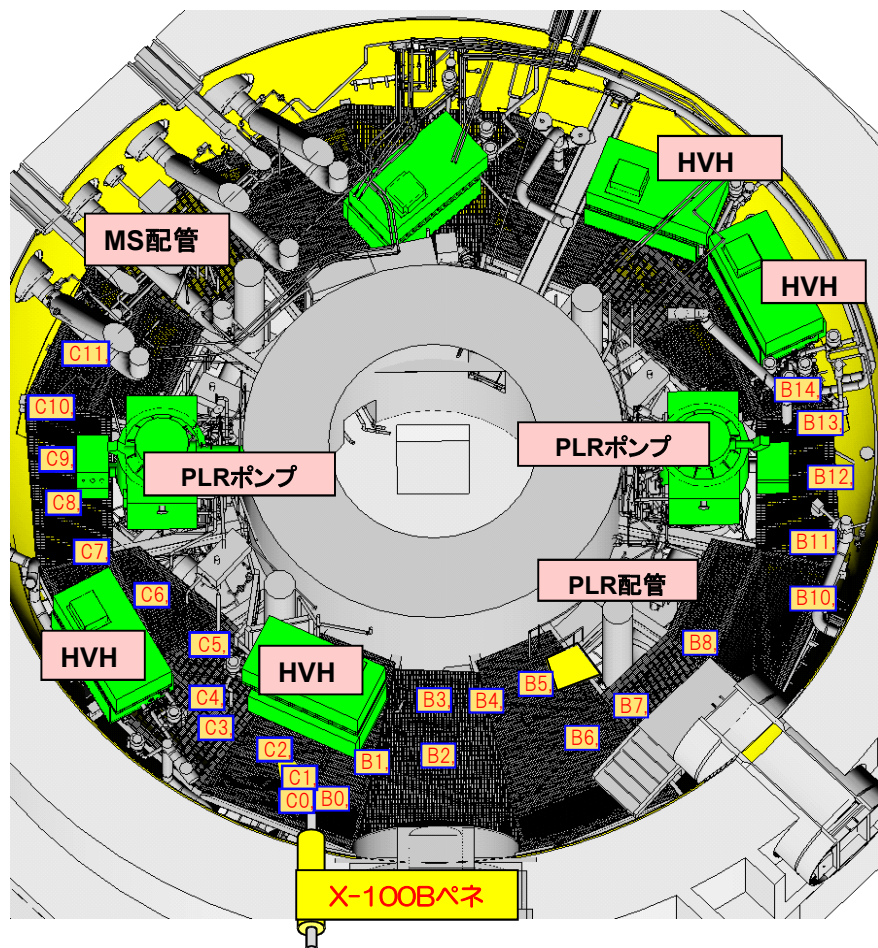 HVH
MS配管
HVH
C11,
B14,
C10,
B13,
PLRポンプ
C9,
PLRポンプ
B12,
C8,
B11,
C7
PLR配管
C6,
B10,
C5,
B8,
HVH
HVH
B5,
C4,
B3,
B4,
B7,
C3,
B6,
C2,
B1,
B2,
C1
C0,
B0,
X-100Bペネ